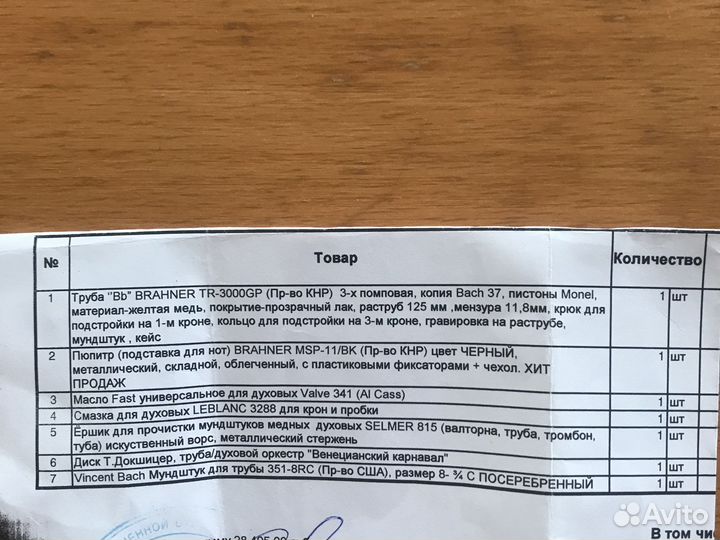 № Товар Количество
1 Труба "Bb" BRAHNER TR-3000GP (Пр-во КНР) 3-х помповая, копия Bach 37, пистоны Monel, 1 шт
материал-желтая медь, покрытие-прозрачный лак, раструб 125 мм ,мензура 11,8мм, крюк для
подстройки на 1-м кроне, кольцо для подстройки на 3-м кроне, гравировка на раструбе,
мундштук , кейс
2 Пюпитр (подставка для нот) BRAHNER MSP-11/BK (Пр-во КНР) цвет ЧЕРНЫЙ, 1 шт
металлический, складной, облегченный, с пластиковыми фиксаторами + чехол. ХИТ
ПРОДАЖ
3 Масло Fast универсальное для духовых Valve 341 (Al Cass) 1 шт
4 Смазка для духовых LEBLANC 3288 для крон и пробки 1 шт
5 Ёршик для прочистки мундштуков медных духовых SELMER 815 (валторна, труба, тромбон, 1 шт
туба) искуственный ворс, металлический стержень
6 Диск Т.Докшицер, труба/духовой оркестр "Венецианский карнавал" 1 шт
7 Vincent Bach Мундштук для трубы 351-8RC (Пр-во США), размер 8- ¾ С ПОСЕРЕБРЕННЫЙ 1 шт
В том чис
Avito